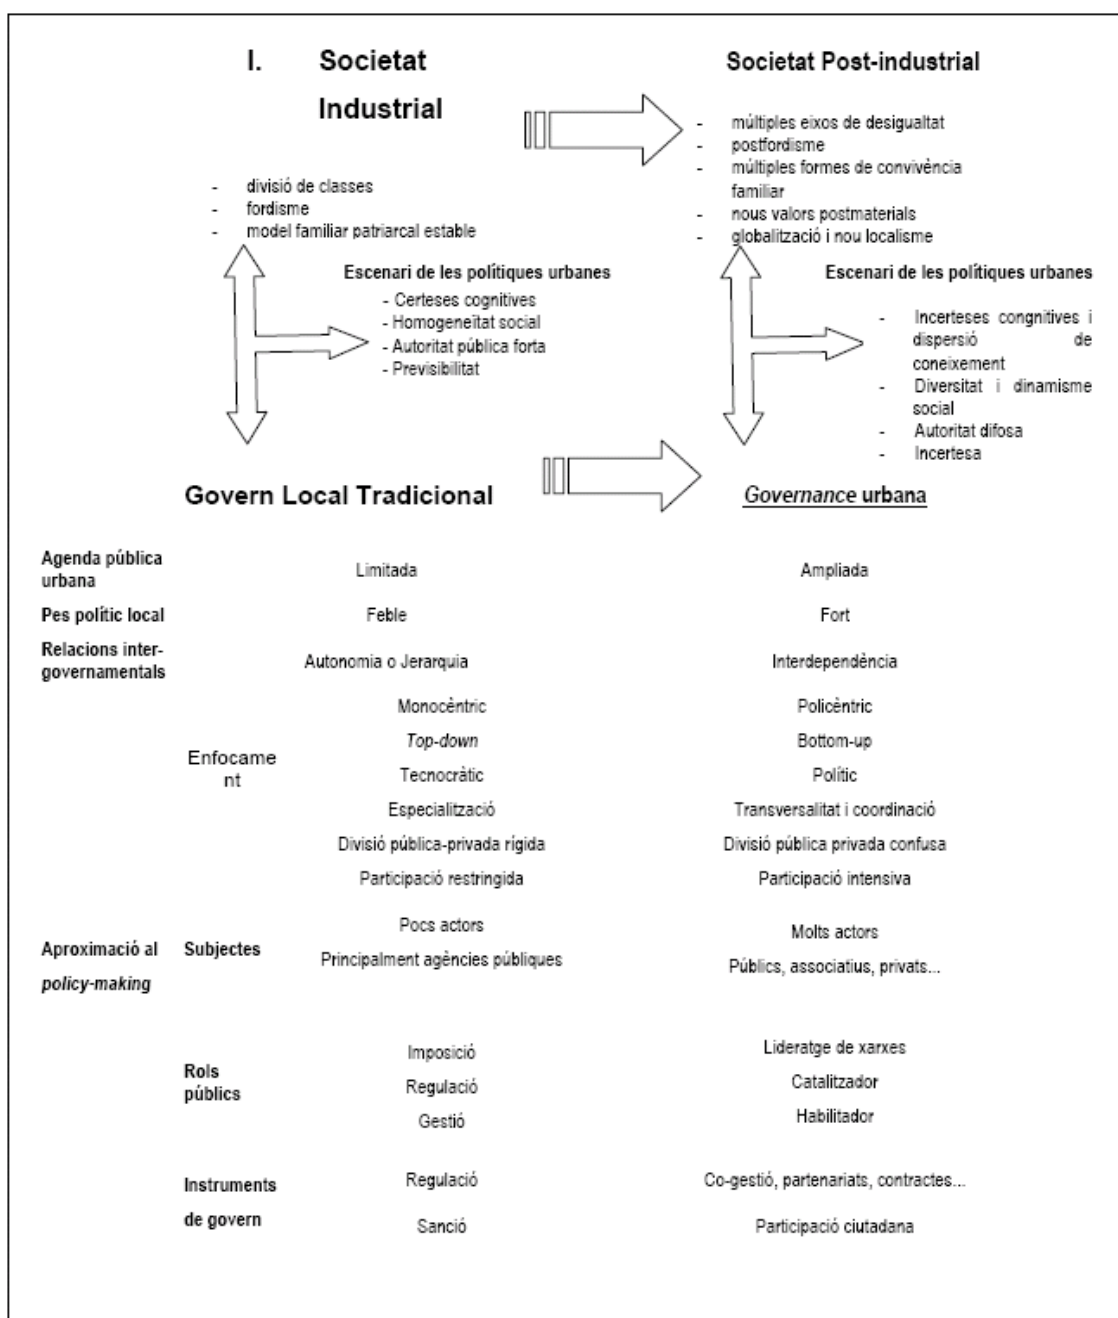 I. Societat
Industrial
- divisió de classes
- fordisme
- model familiar patriarcal estable
Escenari de les polítiques urbanes
- Certeses cognitives
- Homogeneïtat social
- Autoritat pública forta
- Previsibilitat
Societat Post-industrial
- múltiples eixos de desigualtat
- postfordisme
- múltiples formes de convivència
familiar
- nous valors postmaterials
- globalització i nou localisme
Escenari de les polítiques urbanes
- Incerteses congnitives i
dispersió de
coneixement
- Diversitat i dinamisme
social
- Autoritat difosa
- Incertesa
Govern Local Tradicional
Governance urbana
Agenda pública
urbana
Limitada
Ampliada
Pes polític local
Feble
Fort
Relacions inter-
governamentals
Autonomia o Jerarquia
Interdependència
Enfocame
nt
Monocèntric
Policèntric
Top-down
Bottom-up
Tecnocràtic
Polític
Especialització
Transversalitat i coordinació
Divisió pública-privada rígida
Divisió pública privada confusa
Participació restringida
Participació intensiva
Aproximació al
policy-making
Subjectes
Pocs actors
Molts actors
Principalment agències públiques
Públics, associatius, privats...
Rols
públics
Imposició
Lideratge de xarxes
Regulació
Catalitzador
Gestió
Habilitador
Instruments
de govern
Regulació
Co-gestió, partenariats, contractes...
Sanció
Participació ciutadana